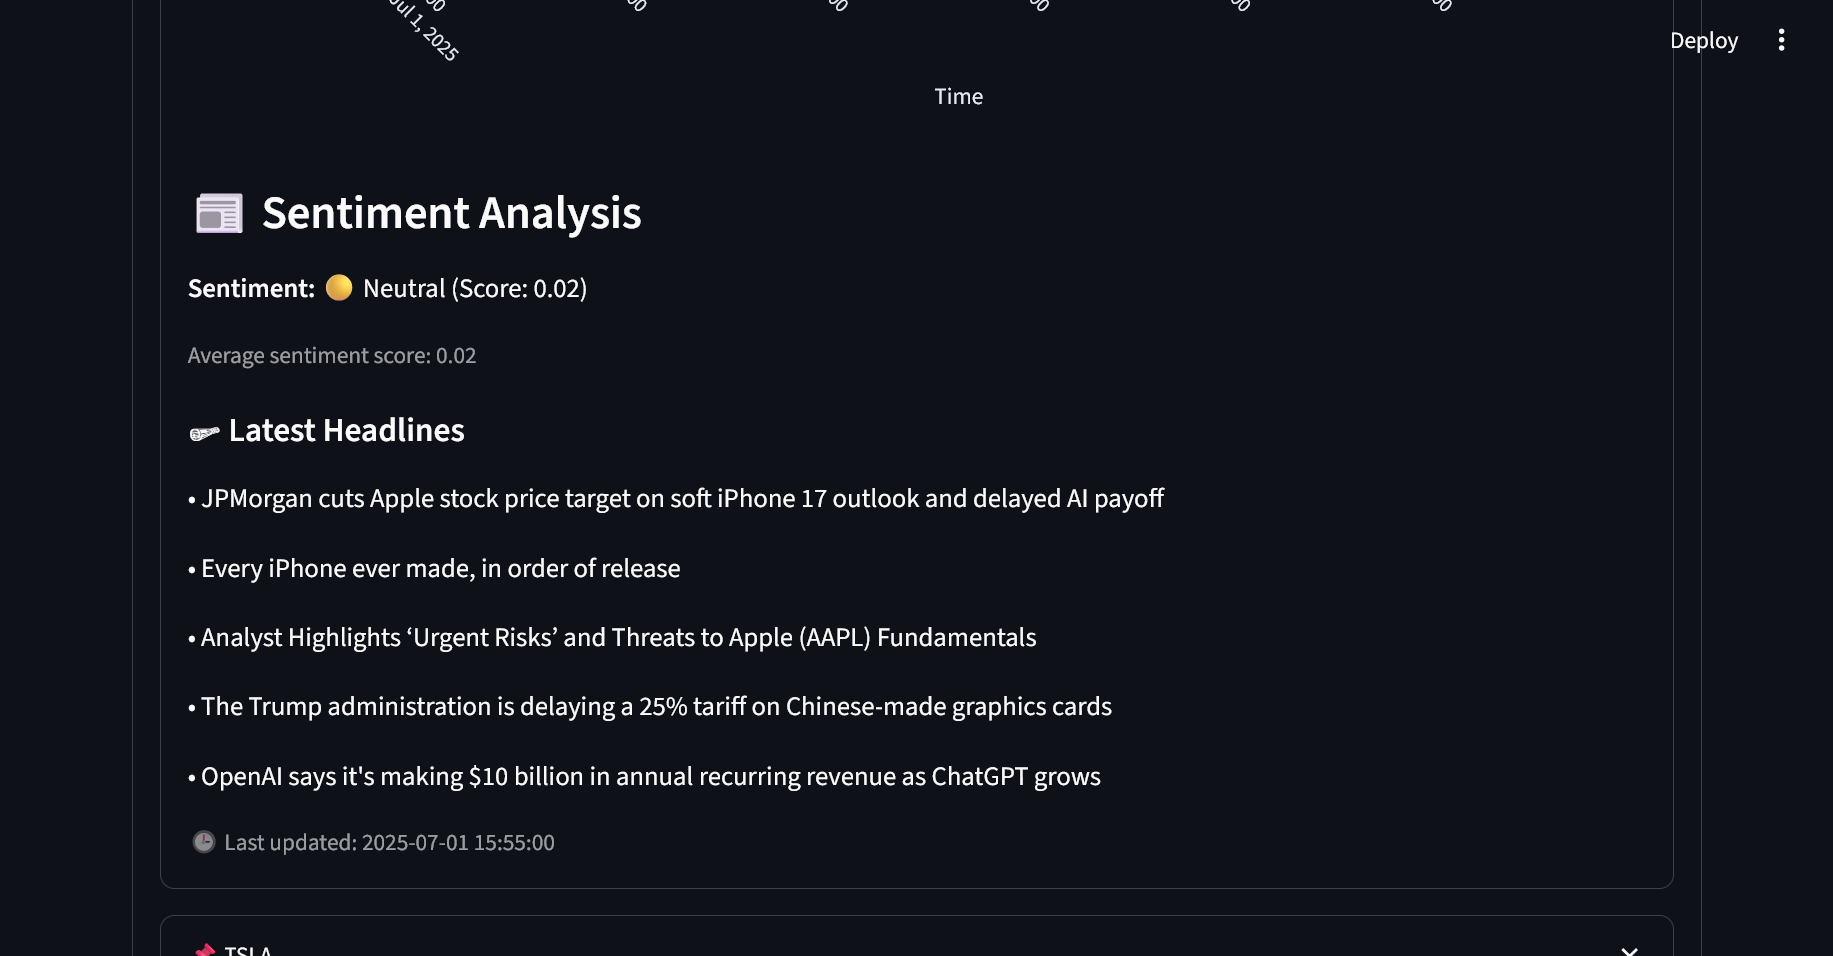 Jul 1, 2025
Deploy
Time
Sentiment Analysis
Sentiment: Neutral (Score: 0.02)
Average sentiment score: 0.02
Latest Headlines
• JPMorgan cuts Apple stock price target on soft iPhone 17 outlook and delayed AI payoff
• Every iPhone ever made, in order of release
• Analyst Highlights ‘Urgent Risks’ and Threats to Apple (AAPL) Fundamentals
• The Trump administration is delaying a 25% tariff on Chinese-made graphics cards
• OpenAI says it's making $10 billion in annual recurring revenue as ChatGPT grows
Last updated: 2025-07-01 15:55:00
TSLA